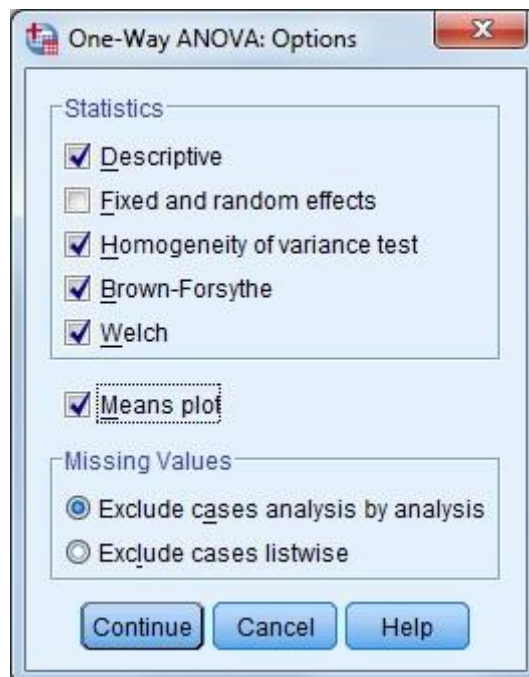 One-Way ANOVA: Options
Statistics
Descriptive
Fixed and random effects
Homogeneity of variance test
Brown-Forsythe
Welch
Means plot
Missing Values
Exclude cases analysis by analysis
Exclude cases listwise
Continue Cancel Help